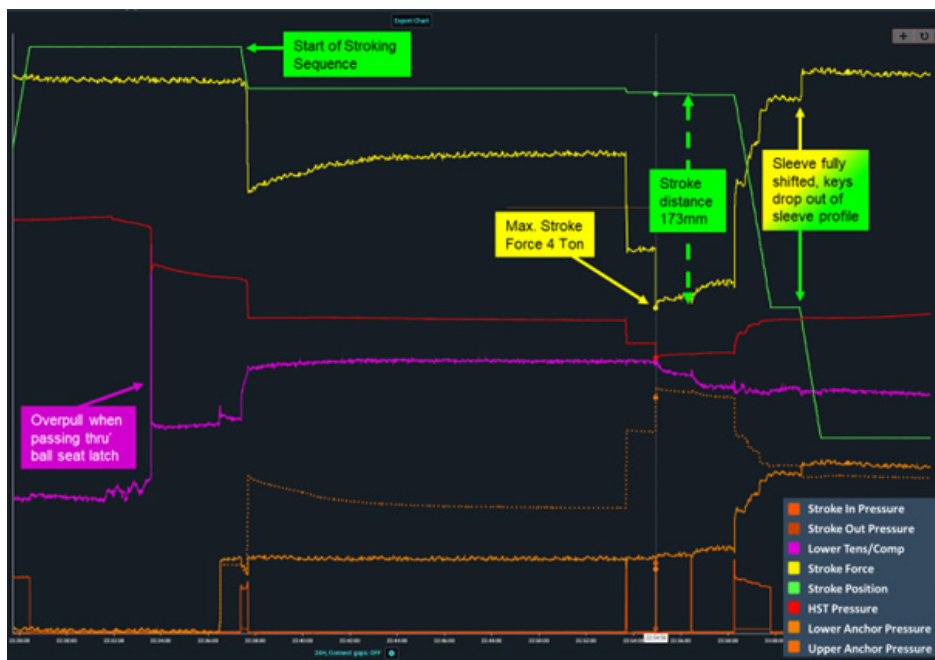 Export Chart
Start of Stroking
Sequence
Stroke
distance
173mm
Sleeve fully
shifted, keys
drop out of
sleeve profile
Max. Stroke
Force 4 Ton
Overpull when
passing thru'
ball seat latch
Stroke In Pressure
Stroke Out Pressure
Lower Tens/Comp
Stroke Force
Stroke Position
HST Pressure
Lower Anchor Pressure
Upper Anchor Pressure